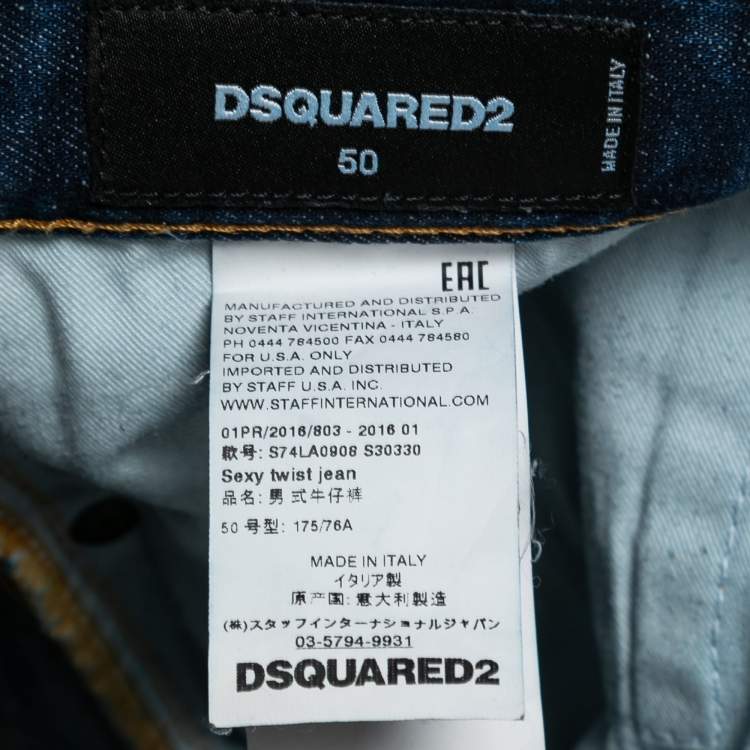 DSQUARED2
50
MADE IN ITALY
EAC
MANUFACTURED AND DISTRIBUTED
BY STAFF INTERNATIONAL S.P.A.
NOVENTA VICENTINA - ITALY
PH 0444 784500 FAX 0444 784580
FOR U.S.A. ONLY
IMPORTED AND DISTRIBUTED
BY STAFF U.S.A. INC.
WWW.STAFFINTERNATIONAL.COM
01PR/2016/803 - 2016 01
款号: S74LA0908 S30330
Sexy twist jean
品名: 男 式牛仔裤
50 号型: 175/76A
MADE IN ITALY
イタリア製
原产国: 意大利製造
(株)スタッフインターナショナルジャパン
03-5794-9931
DSQUARED2